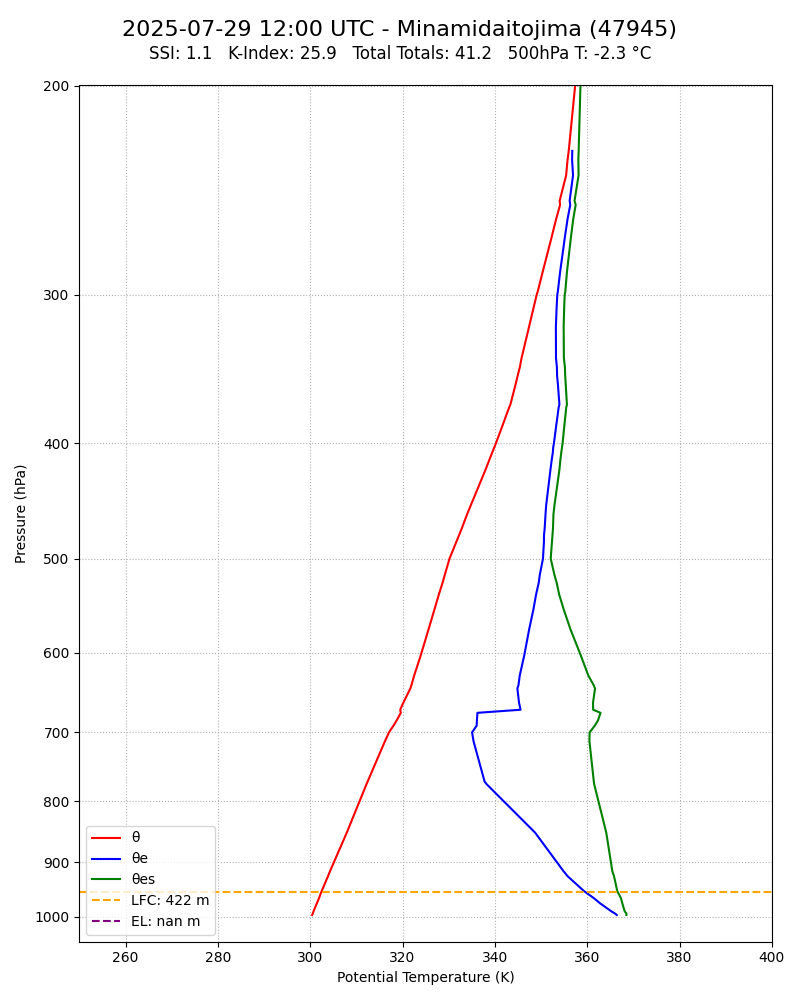 2025-07-29 12:00 UTC - Minamidaitojima (47945)
SSI: 1.1   K-Index: 25.9   Total Totals: 41.2   500hPa T: -2.3 °C
200
300
400
500
600
700
800
900
1000
Pressure (hPa)
θ
θe
θes
LFC: 422 m
EL: nan m
260 280 300 320 340 360 380 400
Potential Temperature (K)